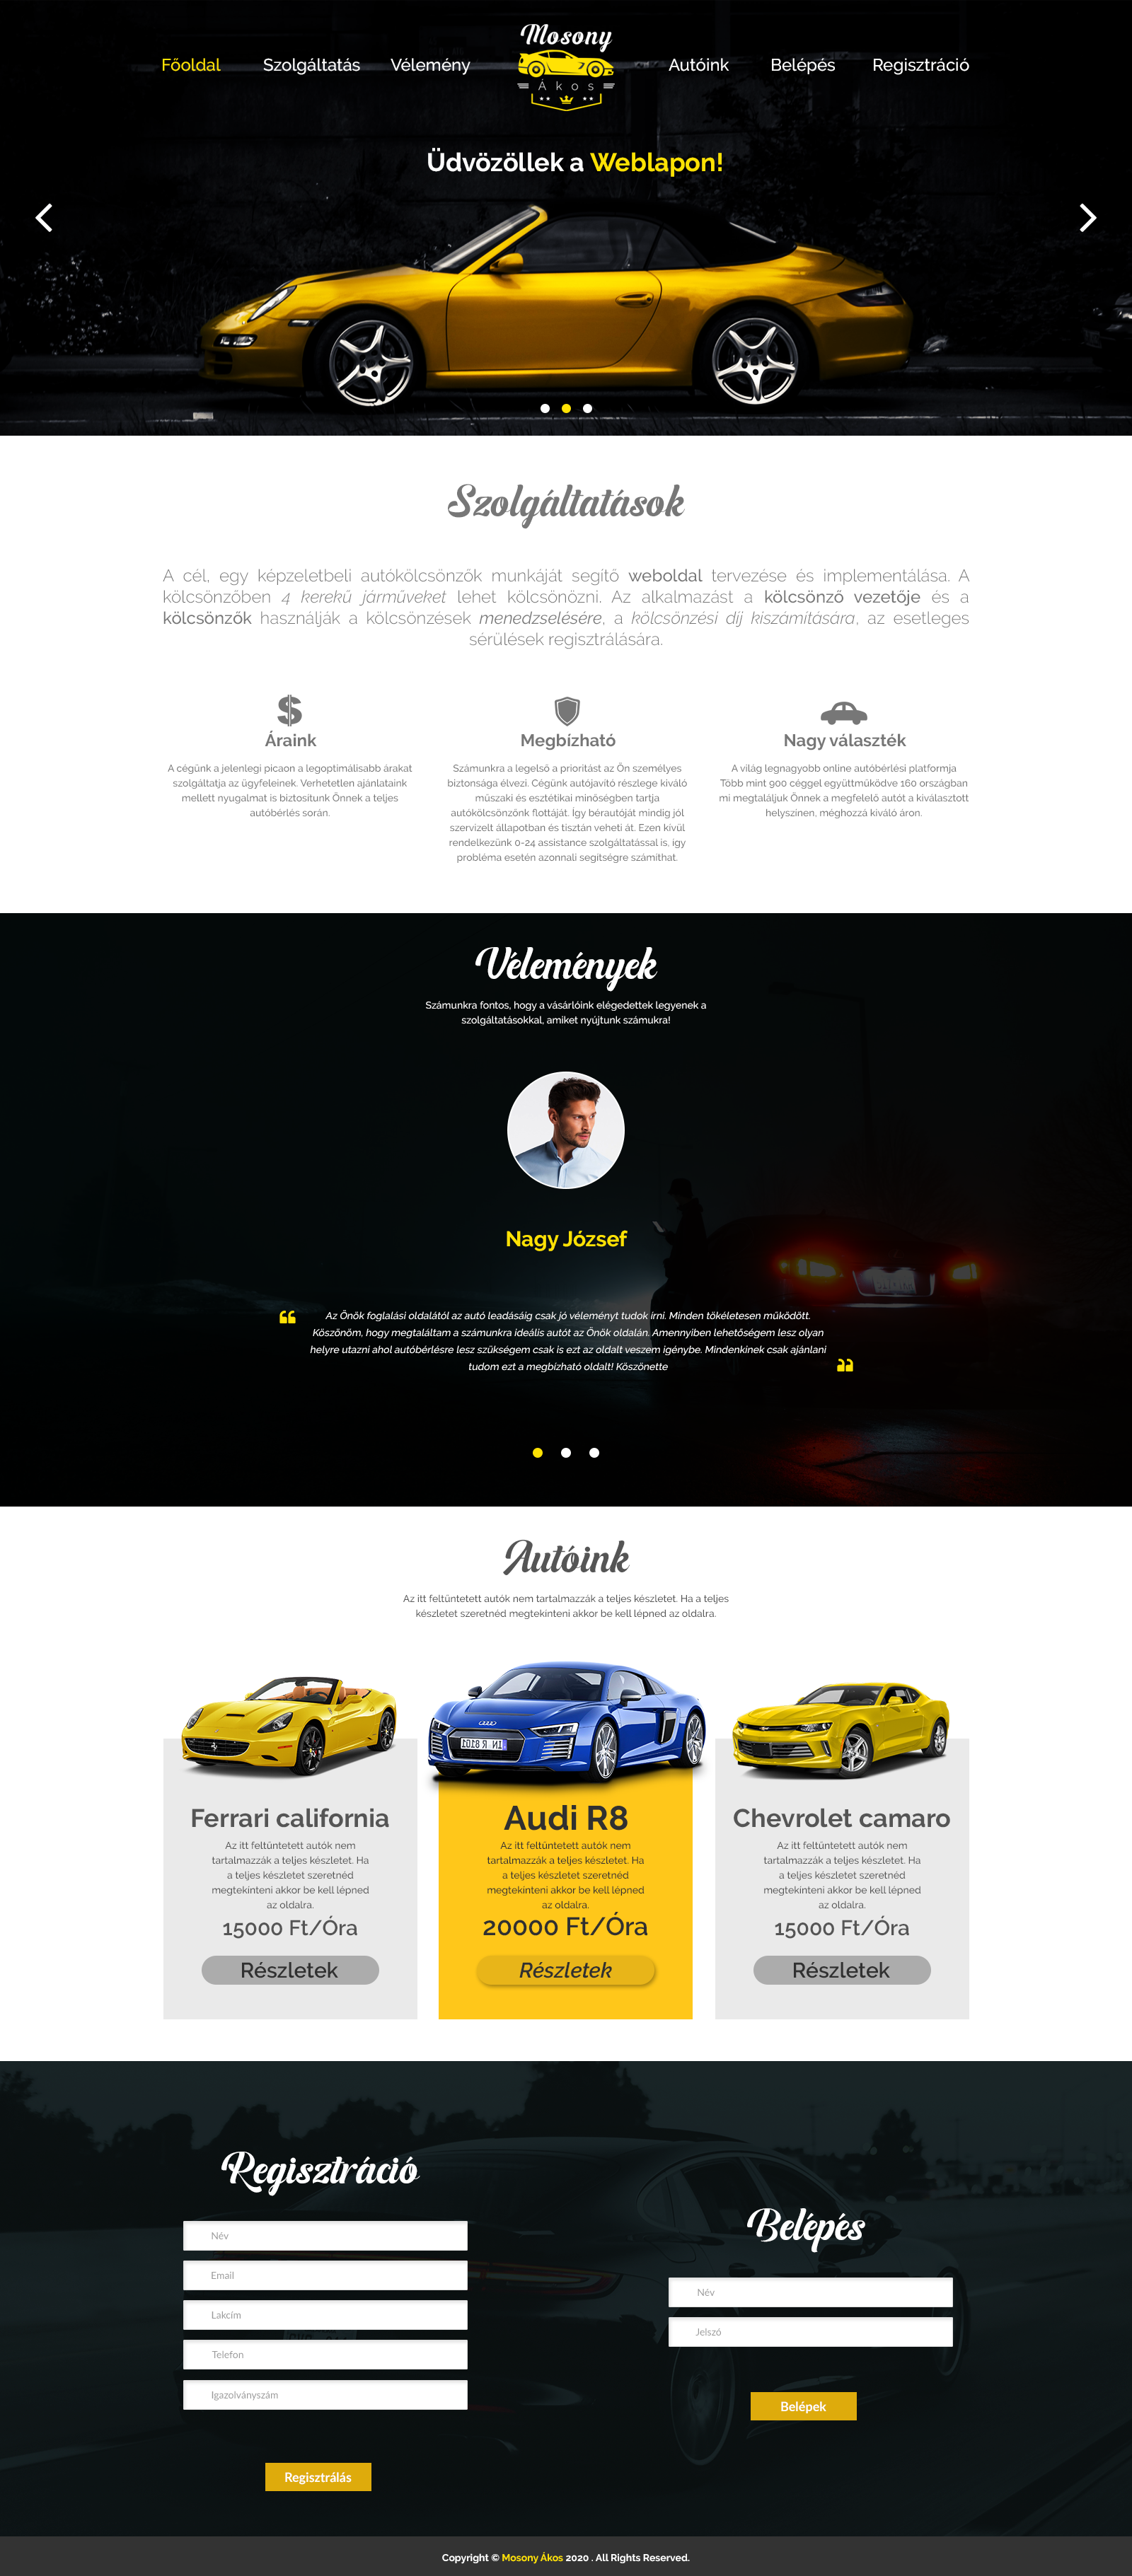 Mosony
Ákos
Főoldal
Szolgáltatás
Vélemény
Autóink
Belépés
Regisztráció
Üdvözöllek a Weblapon!
Szolgáltatások
A cél, egy képzeletbeli autókölcsönzők munkáját segítő weboldal tervezése és implementálása. A
kölcsönzőben 4 kerekű járműveket lehet kölcsönözni. Az alkalmazást a kölcsönző vezetője és a
kölcsönzők használják a kölcsönzések menedzselésére, a kölcsönzési díj kiszámítására, az esetleges
sérülések regisztrálására.
Áraink
A cégünk a jelenlegi picaon a legoptimálisabb árakat
szolgáltatja az ügyfeleinek. Verhetetlen ajánlataink
mellett nyugalmat is biztosítunk Önnek a teljes
autóbérlés során.
Megbízható
Számunkra a legelső a prioritást az Ön személyes
biztonsága élvezi. Cégünk autójavító részlege kiváló
műszaki és esztétikai minőségben tartja
autókölcsönzönk flottáját. Így bérautóját mindig jól
szervizelt állapotban és tisztán veheti át. Ezen kívül
rendelkezünk 0-24 assistance szolgáltatással is, így
probléma esetén azonnali segítségre számíthat.
Nagy választék
A világ legnagyobb online autóbérlési platformja
Több mint 900 céggel együttműködve 160 országban
mi megtaláljuk Önnek a megfelelő autót a kiválasztott
helyszínen, méghozzá kiváló áron.
Vélemények
Számunkra fontos, hogy a vásárlóink elégedettek legyenek a
szolgáltatásokkal, amiket nyújtunk számukra!
Nagy József
Az Önök foglalási oldalától az autó leadásáig csak jó véleményt tudok írni. Minden tökéletesen működött.
Köszönöm, hogy megtaláltam a számunkra ideális autót az Önök oldalán. Amennyiben lehetőségem lesz olyan
helyre utazni ahol autóbérlésre lesz szükségem csak is ezt az oldalt veszem igénybe. Mindenkinek csak ajánlani
tudom ezt a megbízható oldalt! Köszönette
Autóink
Az itt feltüntetett autók nem tartalmazzák a teljes készletet. Ha a teljes
készletet szeretnéd megtekinteni akkor be kell lépned az oldalra.
Ferrari california
Az itt feltüntetett autók nem
tartalmazzák a teljes készletet. Ha
a teljes készletet szeretnéd
megtekinteni akkor be kell lépned
az oldalra.
15000 Ft/Óra
Részletek
Audi R8
Az itt feltüntetett autók nem
tartalmazzák a teljes készletet. Ha
a teljes készletet szeretnéd
megtekinteni akkor be kell lépned
az oldalra.
20000 Ft/Óra
Részletek
Chevrolet camaro
Az itt feltüntetett autók nem
tartalmazzák a teljes készletet. Ha
a teljes készletet szeretnéd
megtekinteni akkor be kell lépned
az oldalra.
15000 Ft/Óra
Részletek
Regisztráció
Név
Email
Lakcím
Telefon
Igazolványszám
Regisztrálás
Belépés
Név
Jelszó
Belépek
Copyright © Mosony Ákos 2020 . All Rights Reserved.